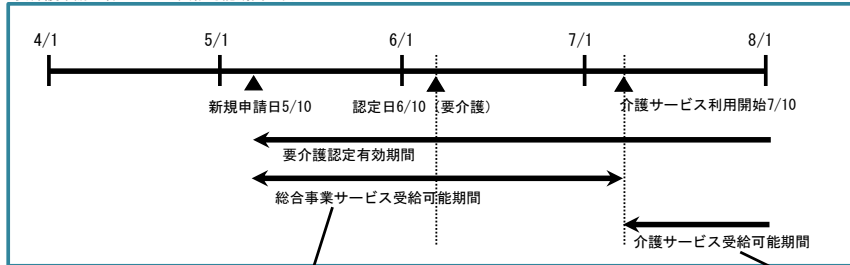 4/1 5/1 6/1 7/1 8/1
新規申請日5/10 認定日6/10（要介護） 介護サービス利用開始7/10
要介護認定有効期間
総合事業サービス受給可能期間
介護サービス受給可能期間